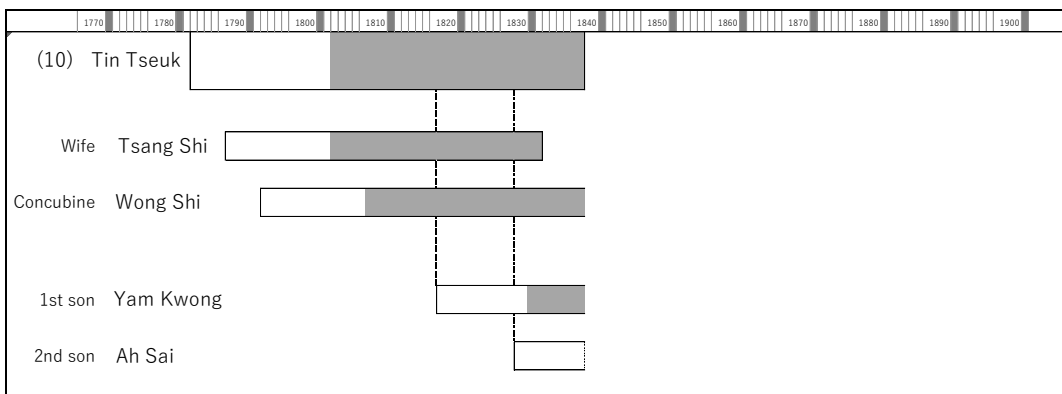 1770 1780 1790 1800 1810 1820 1830 1840 1850 1860 1870 1880 1890 1900
(10) Tin Tseuk
Wife Tsang Shi
Concubine Wong Shi
1st son Yam Kwong
2nd son Ah Sai